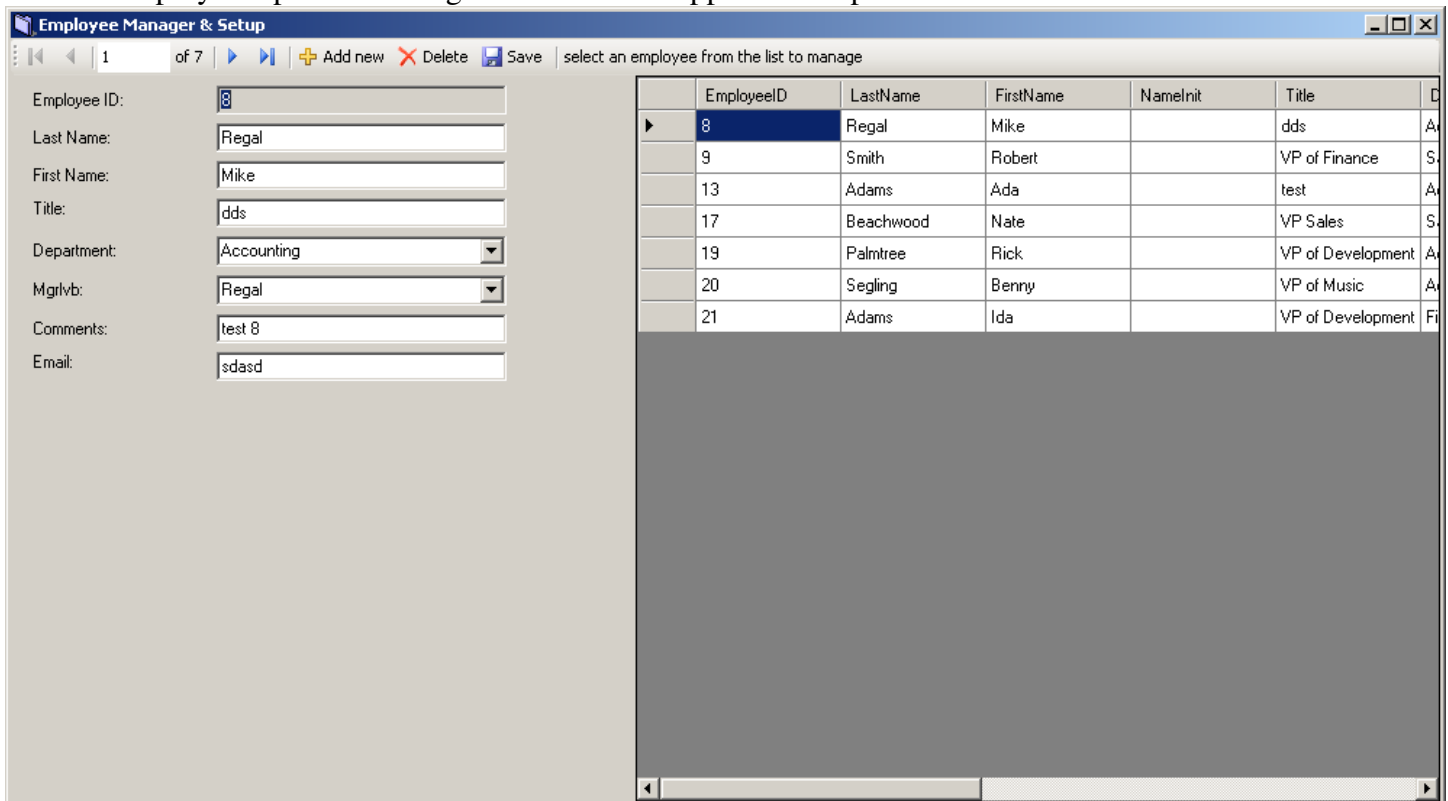 Employee Manager & Setup
1 of 7 Add new Delete Save select an employee from the list to manage
Employee ID: 8
Last Name: Regal
First Name: Mike
Title: dds
Department: Accounting
Mgrlvb: Regal
Comments: test 8
Email: sdasd
EmployeeID LastName FirstName NameInit Title D
8 Regal Mike dds A
9 Smith Robert VP of Finance S
13 Adams Ada test A
17 Beachwood Nate VP Sales S
19 Palmtree Rick VP of Development A
20 Segling Benny VP of Music A
21 Adams Ida VP of Development Fi